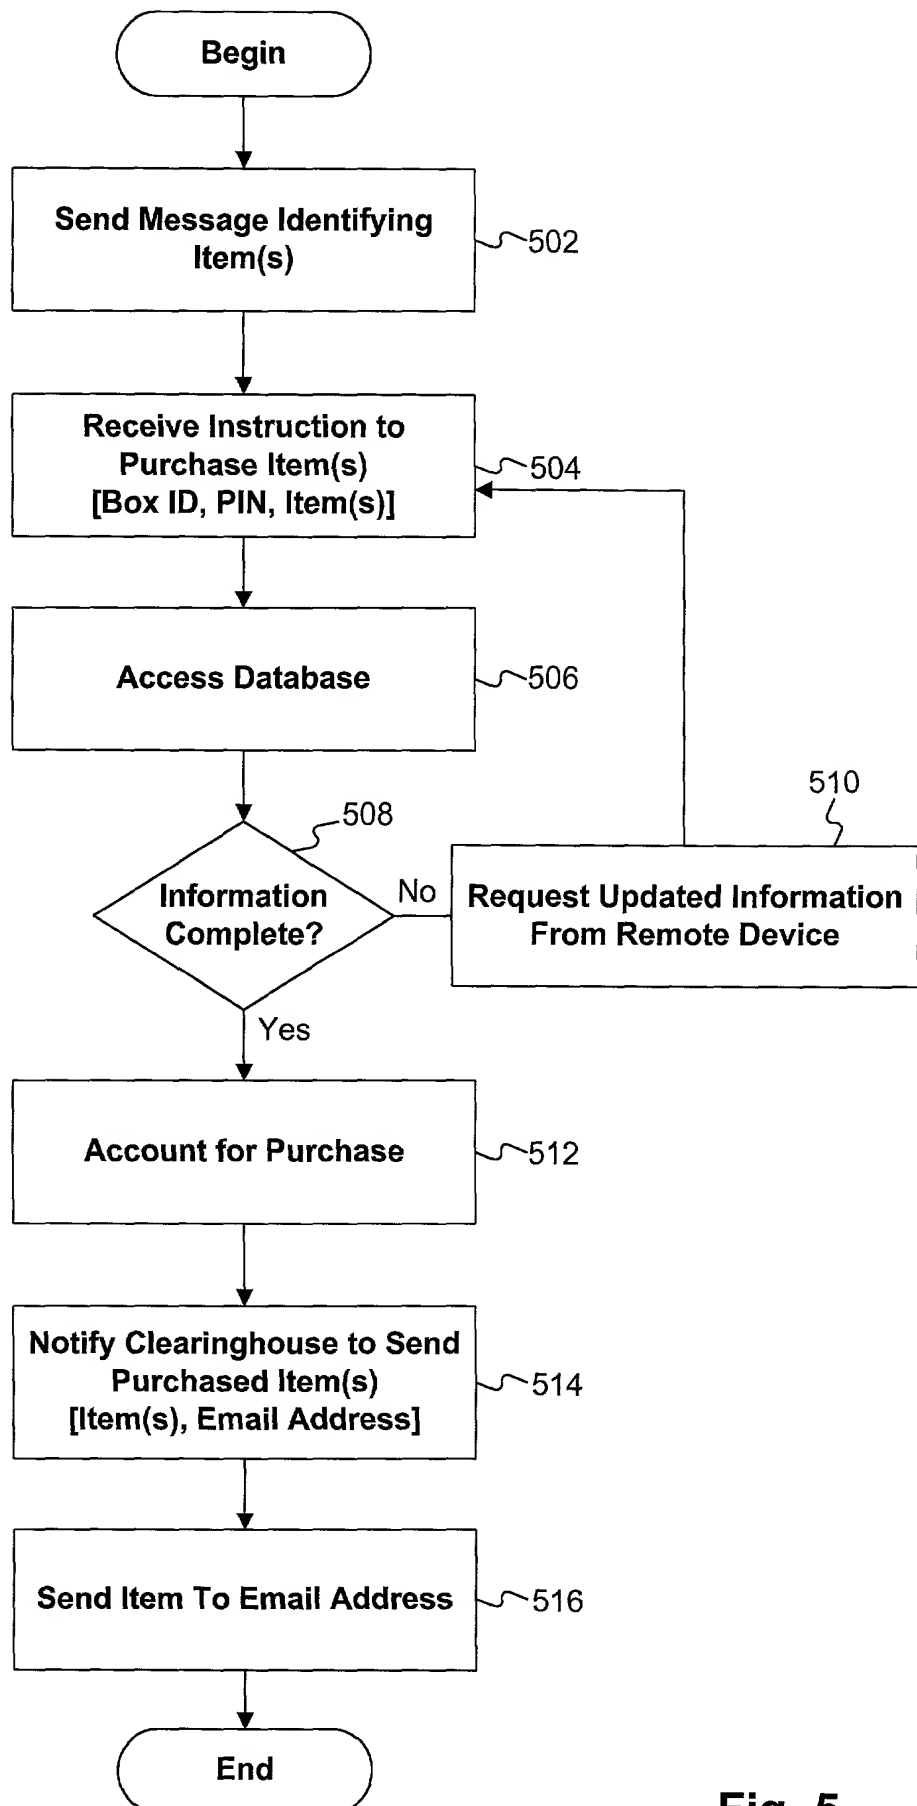 Begin
Send Message Identifying
Item(s)
502
Receive Instruction to
Purchase Item(s)
[Box ID, PIN, Item(s)]
504
Access Database
506
508
Information
Complete?
No
510
Request Updated Information
From Remote Device
Yes
Account for Purchase
512
Notify Clearinghouse to Send
Purchased Item(s)
[Item(s), Email Address]
514
Send Item To Email Address
516
End
Fig. 5